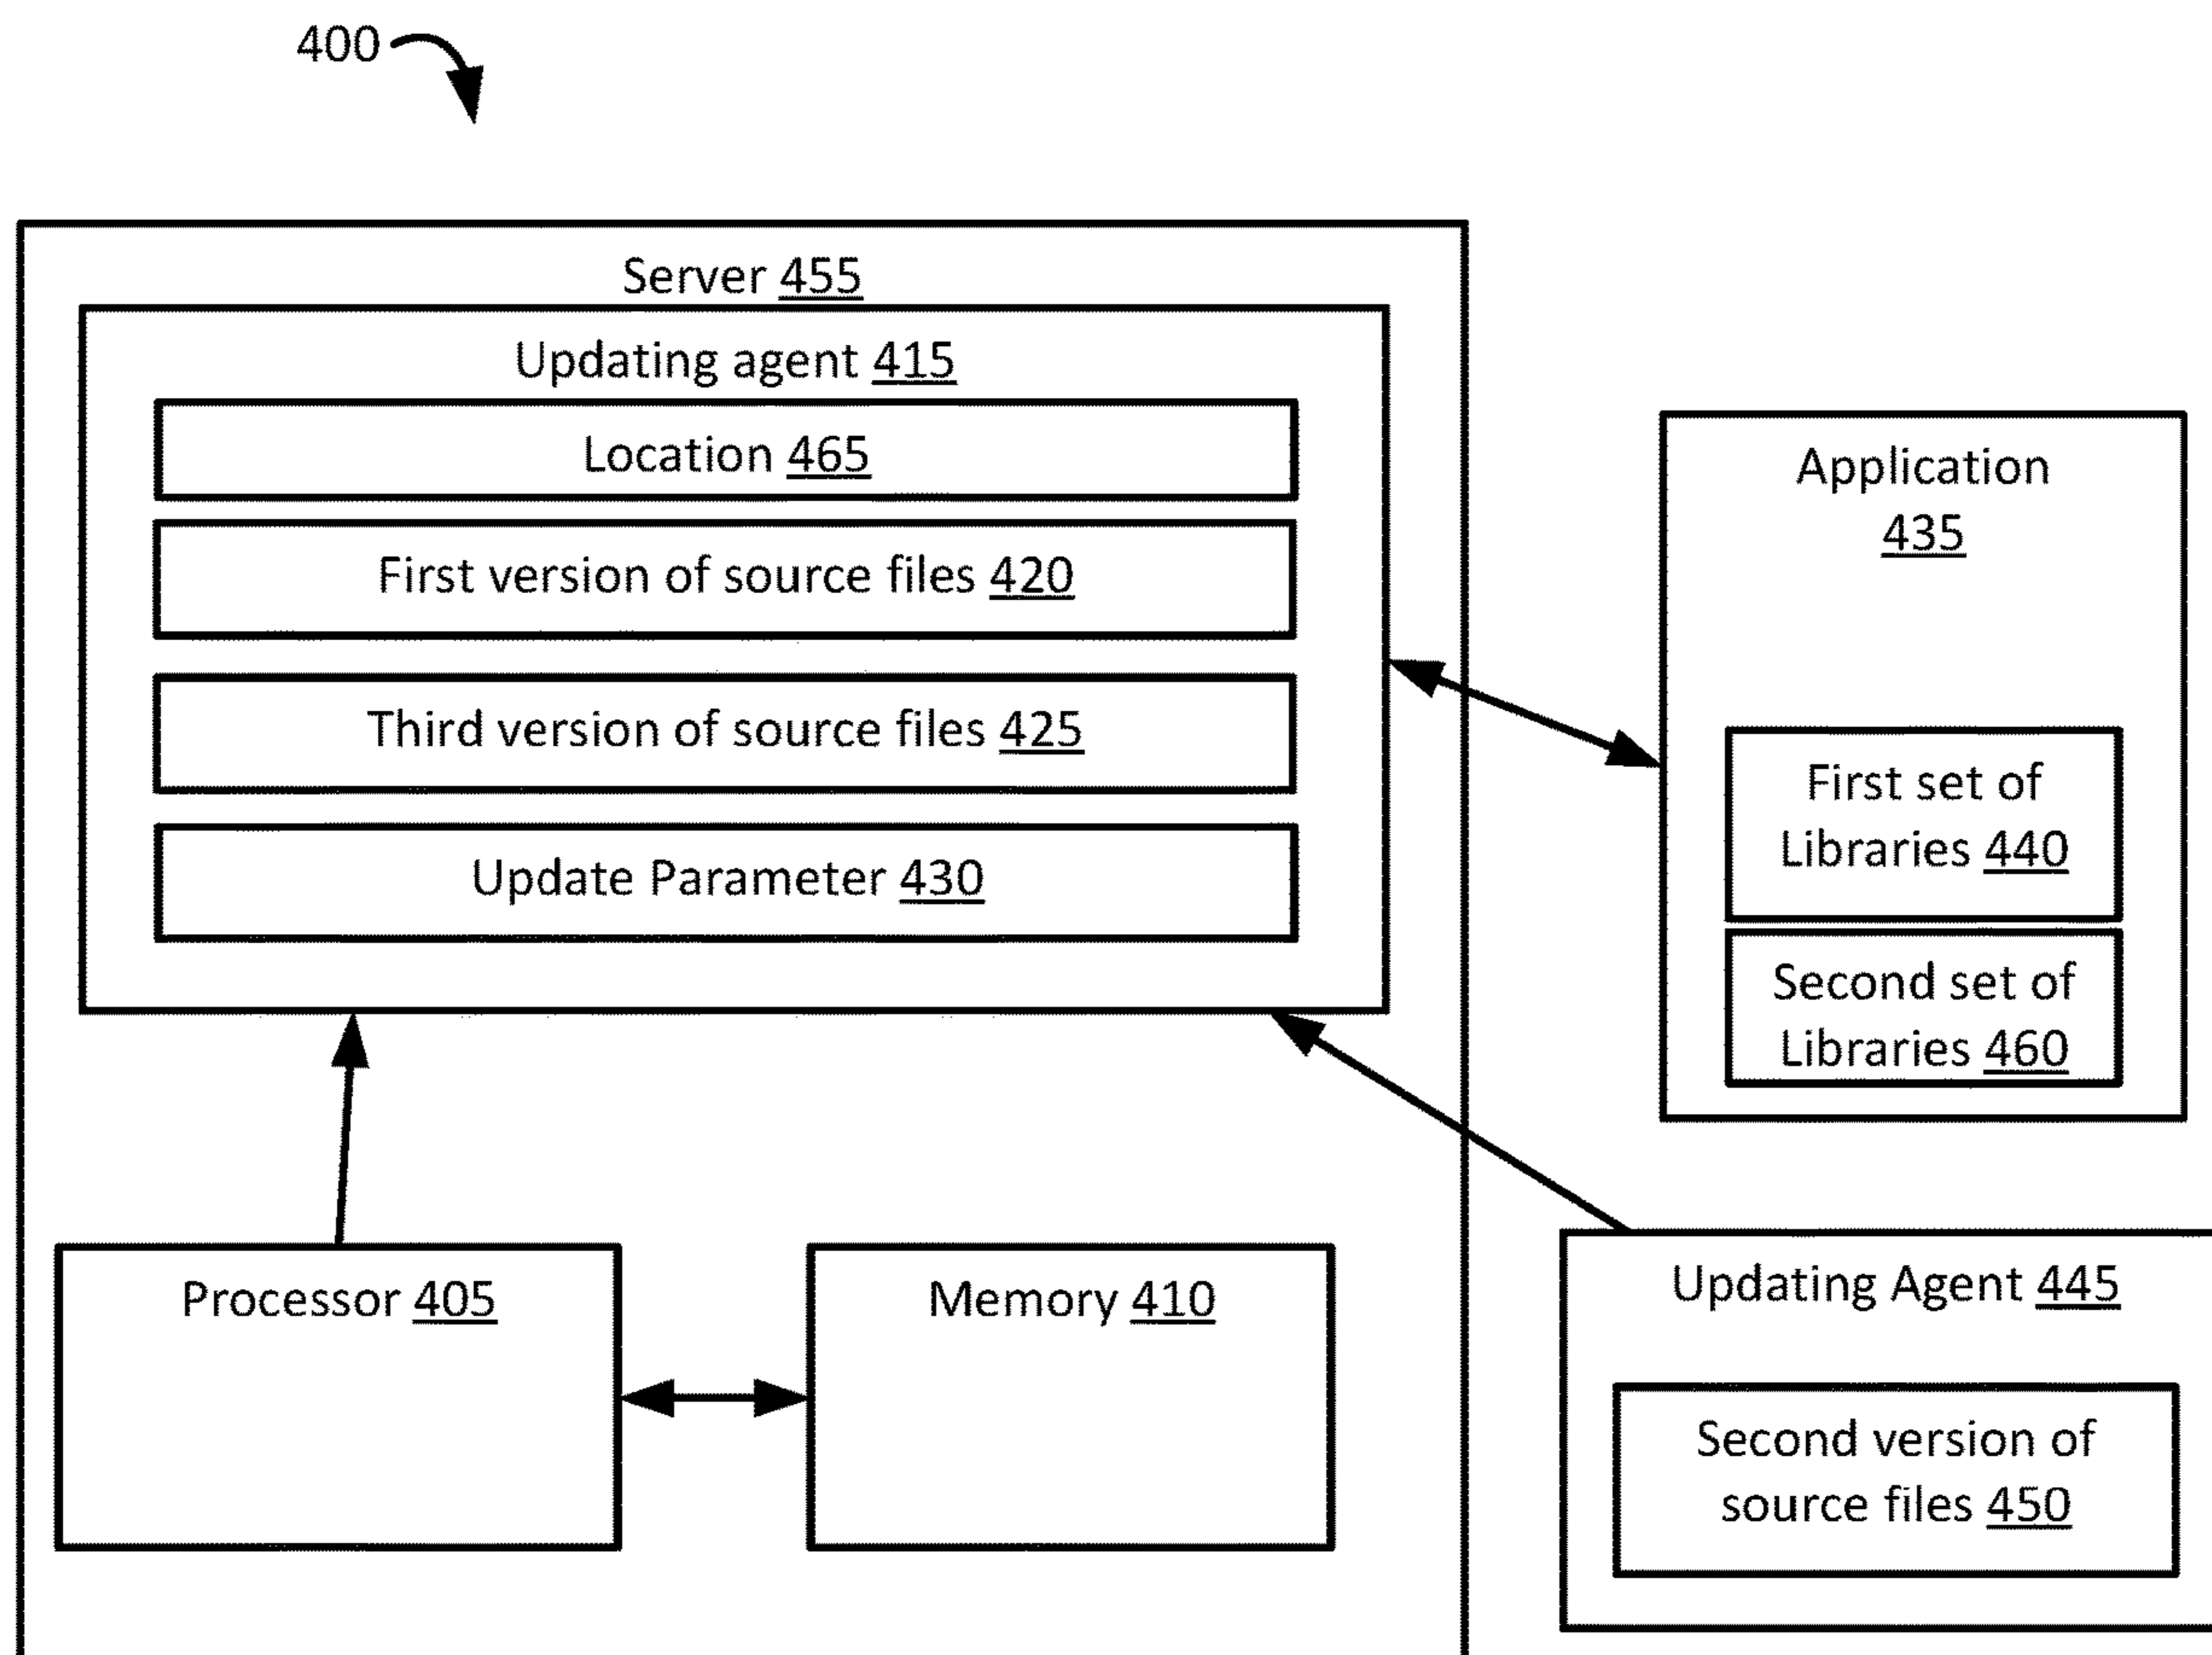 400
Server 455
Updating agent 415
Location 465
First version of source files 420
Third version of source files 425
Update Parameter 430
Application
435
First set of
Libraries 440
Second set of
Libraries 460
Processor 405
Memory 410
Updating Agent 445
Second version of
source files 450